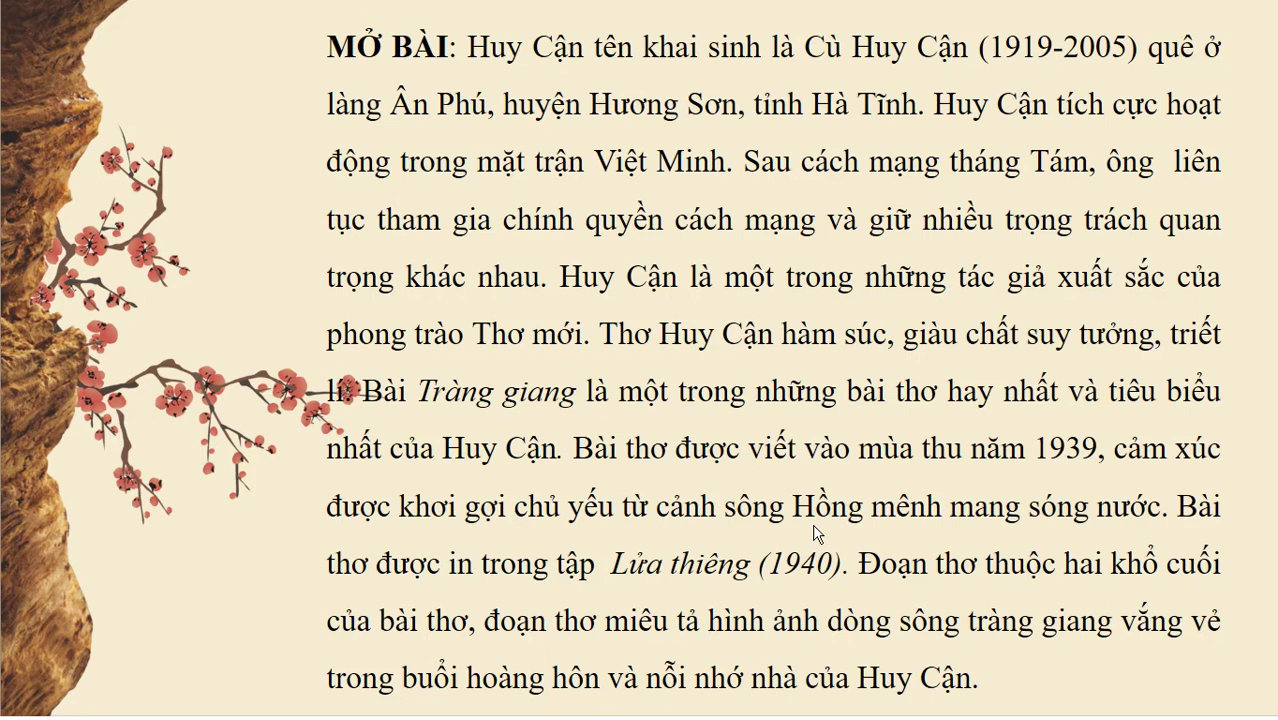 MỞ BÀI: Huy Cận tên khai sinh là Cù Huy Cận (1919-2005) quê ở
làng Ân Phú, huyện Hương Sơn, tỉnh Hà Tĩnh. Huy Cận tích cực hoạt
động trong mặt trận Việt Minh. Sau cách mạng tháng Tám, ông liên
tục tham gia chính quyền cách mạng và giữ nhiều trọng trách quan
trọng khác nhau. Huy Cận là một trong những tác giả xuất sắc của
phong trào Thơ mới. Thơ Huy Cận hàm súc, giàu chất suy tưởng, triết
lí. Bài Tràng giang là một trong những bài thơ hay nhất và tiêu biểu
nhất của Huy Cận. Bài thơ được viết vào mùa thu năm 1939, cảm xúc
được khơi gợi chủ yếu từ cảnh sông Hồng mênh mang sóng nước. Bài
thơ được in trong tập Lửa thiêng (1940). Đoạn thơ thuộc hai khổ cuối
của bài thơ, đoạn thơ miêu tả hình ảnh dòng sông tràng giang vắng vẻ
trong buổi hoàng hôn và nỗi nhớ nhà của Huy Cận.